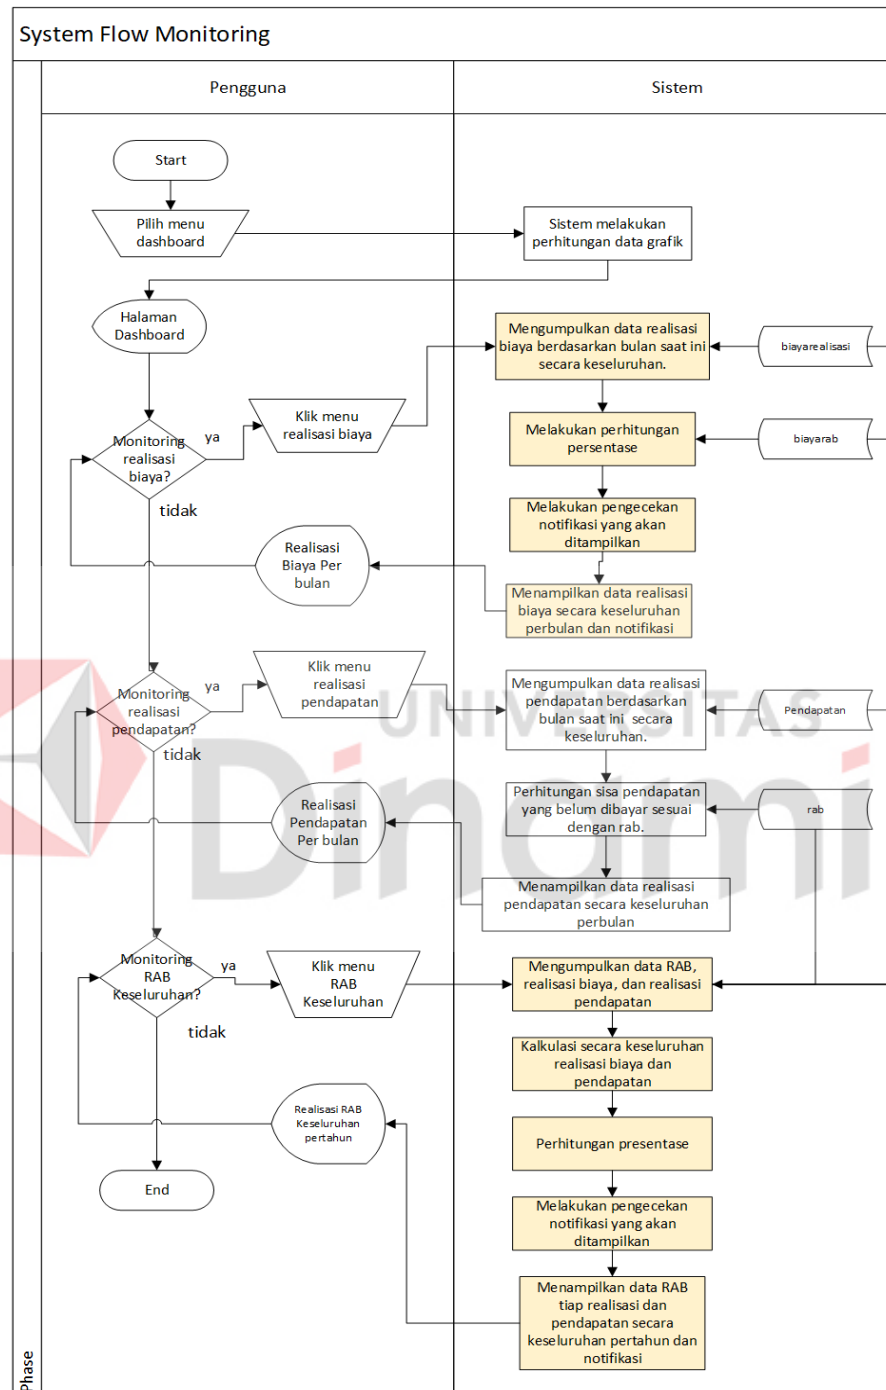 System Flow Monitoring
Pengguna
Sistem
Start
Pilih menu
dashboard
Sistem melakukan
perhitungan data grafik
Halaman
Dashboard
Mengumpulkan data realisasi
biaya berdasarkan bulan saat ini
secara keseluruhan.
biayarealisasi
Monitoring
realisasi
biaya?
ya
tidak
Klik menu
realisasi biaya
Melakukan perhitungan
persentase
biayarab
Melakukan pengecekan
notifikasi yang akan
ditampilkan
Realisasi
Biaya Per
bulan
Menampilkan data realisasi
biaya secara keseluruhan
perbulan dan notifikasi
Monitoring
realisasi
pendapatan?
ya
tidak
Klik menu
realisasi
pendapatan
Mengumpulkan data realisasi
pendapatan berdasarkan
bulan saat ini secara
keseluruhan.
Pendapatan
UNIVERSITAS
Dinami
Realisasi
Pendapatan
Per bulan
Perhitungan sisa pendapatan
yang belum dibayar sesuai
dengan rab.
rab
Menampilkan data realisasi
pendapatan secara keseluruhan
perbulan
Monitoring
RAB
Keseluruhan?
ya
tidak
Klik menu
RAB
Keseluruhan
Mengumpulkan data RAB,
realisasi biaya, dan realisasi
pendapatan
Kalkulasi secara keseluruhan
realisasi biaya dan
pendapatan
Realisasi RAB
Keseluruhan
pertahun
Perhitungan presentase
End
Melakukan pengecekan
notifikasi yang akan
ditampilkan
Menampilkan data RAB
tiap realisasi dan
pendapatan secara
keseluruhan pertahun dan
notifikasi
Phase